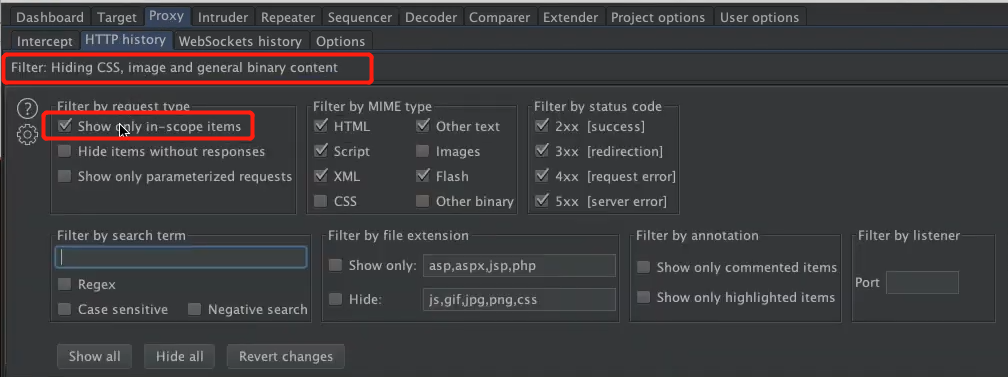 Dashboard Target Proxy Intruder Repeater Sequencer Decoder Comparer Extender Project options User options
Intercept HTTP history WebSockets history Options
Filter: Hiding CSS, image and general binary content
?
Filter by request type
Show only in-scope items
Hide items without responses
Show only parameterized requests
Filter by MIME type
HTML Other text
Script Images
XML Flash
CSS Other binary
Filter by status code
2xx [success]
3xx [redirection]
4xx [request error]
5xx [server error]
Filter by search term
Regex
Case sensitive Negative search
Filter by file extension
Show only: asp,aspx,jsp,php
Hide: js,gif,jpg,png,css
Filter by annotation
Show only commented items
Show only highlighted items
Filter by listener
Port
Show all Hide all Revert changes